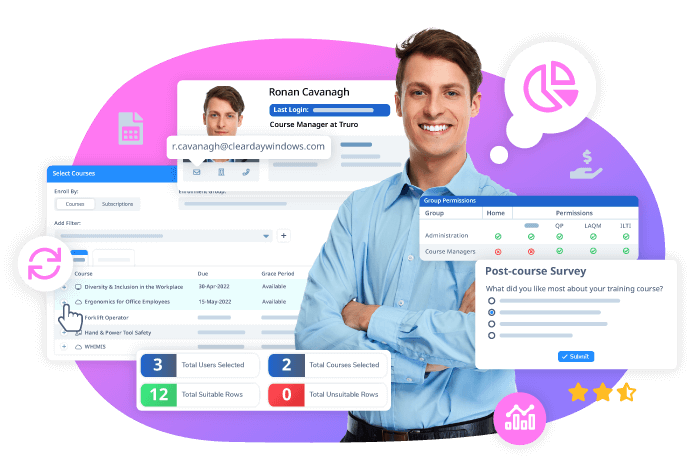 Ronan Cavanagh
Last Login:
Course Manager at Truro
r.cavanagh@cleardaywindows.com
Enrollment Group:
Select Courses
Enroll By:
Courses Subscriptions
Add Filter:
+
Course Due Grace Period
Diversity & Inclusion in the Workplace 30-Apr-2022 Available
Ergonomics for Office Employees 15-May-2022 Available
Forklift Operator
Hand & Power Tool Safety
WHIMIS
3 Total Users Selected
2 Total Courses Selected
12 Total Suitable Rows
0 Total Unsuitable Rows
Group Permissions
Group Home Permissions
QP LAQM ILTI
Administration
Course Managers
Post-course Survey
What did you like most about your training course?
Submit